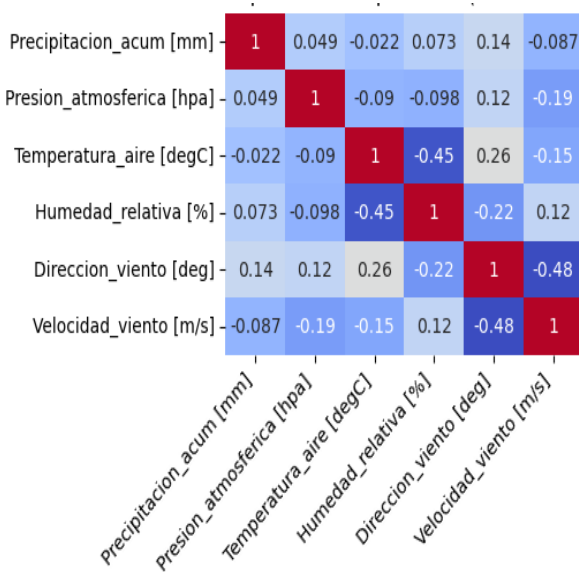 Precipitacion_acum [mm] 1 0.049 -0.022 0.073 0.14 -0.087
Presion_atmosferica [hpa] 0.049 1 -0.09 -0.098 0.12 -0.19
Temperatura_aire [degC] -0.022 -0.09 1 -0.45 0.26 -0.15
Humedad_relativa [%] 0.073 -0.098 -0.45 1 -0.22 0.12
Direccion_viento [deg] 0.14 0.12 0.26 -0.22 1 -0.48
Velocidad_viento [m/s] -0.087 -0.19 -0.15 0.12 -0.48 1
Precipitacion_acum [mm]
Presion_atmosferica [hpa]
Temperatura_aire [degC]
Humedad_relativa [%]
Direccion_viento [deg]
Velocidad_viento [m/s]